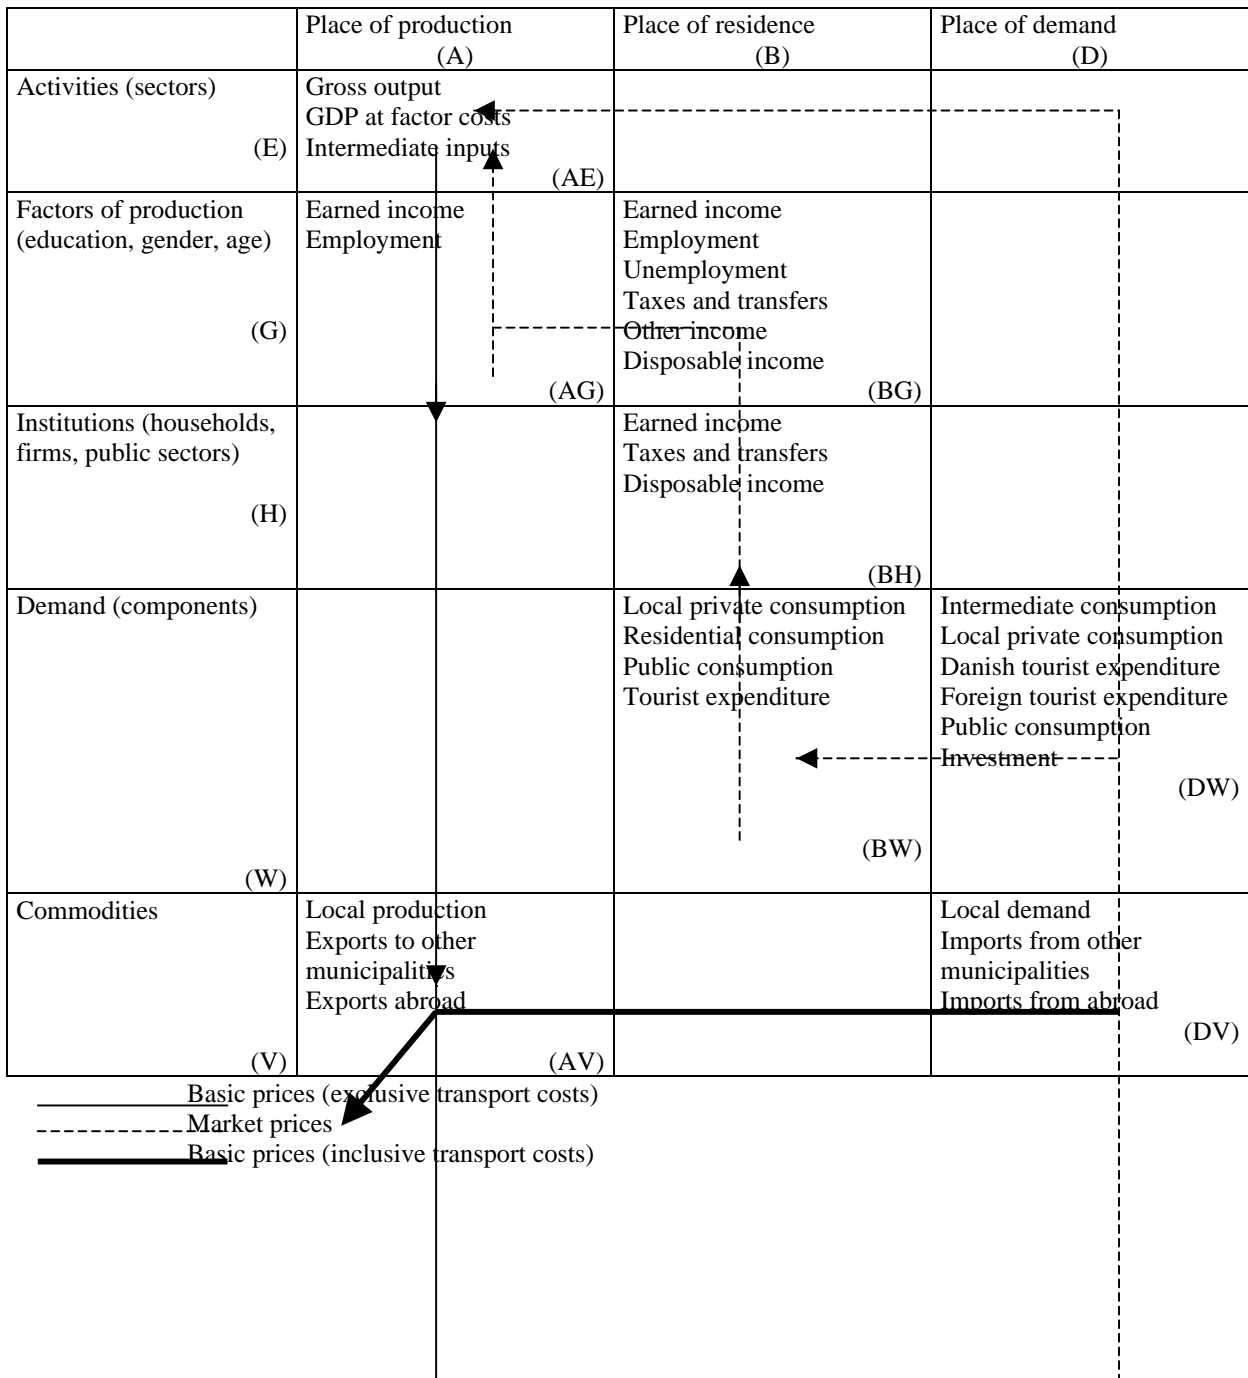 Place of production
(A)
Place of residence
(B)
Place of demand
(D)
Activities (sectors)
(E)
Gross output
GDP at factor costs
Intermediate inputs
(AE)
Factors of production
(education, gender, age)
(G)
Earned income
Employment
(AG)
Earned income
Employment
Unemployment
Taxes and transfers
Other income
Disposable income
(BG)
Institutions (households,
firms, public sectors)
(H)
Earned income
Taxes and transfers
Disposable income
(BH)
Demand (components)
(W)
Local private consumption
Residential consumption
Public consumption
Tourist expenditure
(BW)
Intermediate consumption
Local private consumption
Danish tourist expenditure
Foreign tourist expenditure
Public consumption
Investment
(DW)
Commodities
(V)
Local production
Exports to other
municipalities
Exports abroad
(AV)
Local demand
Imports from other
municipalities
Imports from abroad
(DV)
Basic prices (exclusive transport costs)
Market prices
Basic prices (inclusive transport costs)